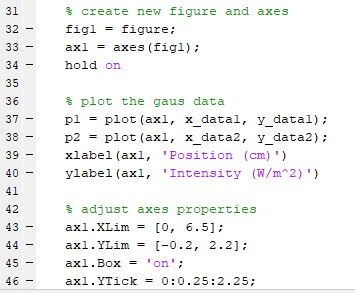 31 % create new figure and axes
32 - fig1 = figure;
33 - ax1 = axes(fig1);
34 - hold on
35
36 % plot the gaus data
37 - p1 = plot(ax1, x_data1, y_data1);
38 - p2 = plot(ax1, x_data2, y_data2);
39 - xlabel(ax1, 'Position (cm)')
40 - ylabel(ax1, 'Intensity (W/m^2)')
41
42 % adjust axes properties
43 - ax1.XLim = [0, 6.5];
44 - ax1.YLim = [-0.2, 2.2];
45 - ax1.Box = 'on';
46 - ax1.YTick = 0:0.25:2.25;